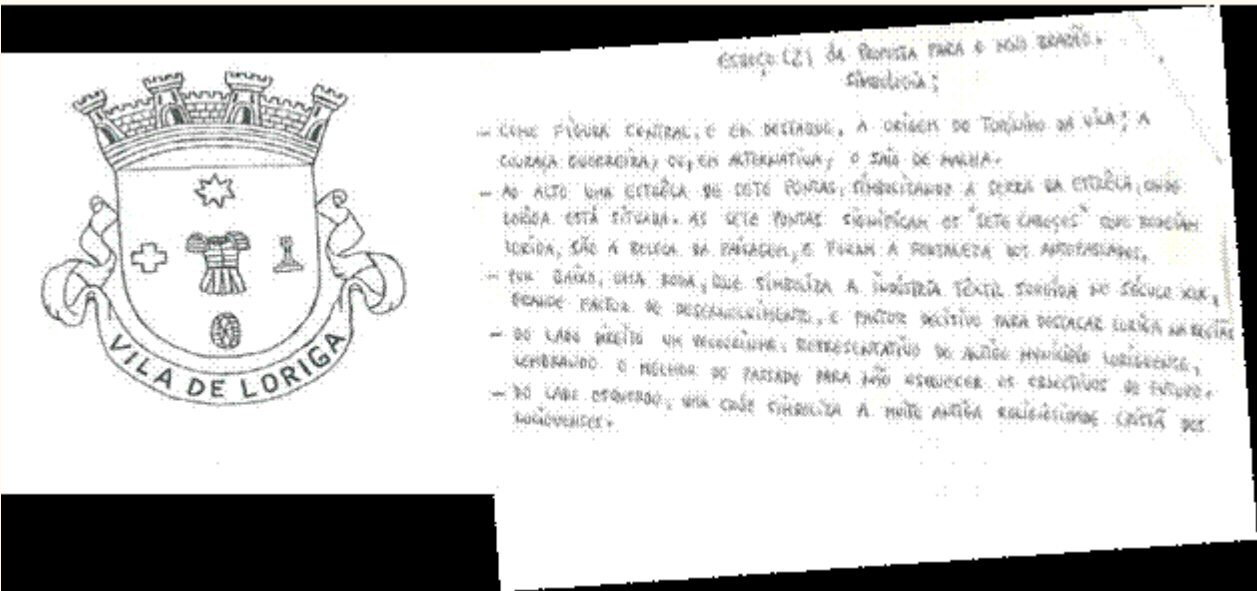 VILA DE LORIGA
ESBOÇO (2) DA PROPOSTA PARA O NOVO BRASÃO.
SIMBOLOGIA;
- COMO FIGURA CENTRAL, E EM DESTAQUE, A ORIGEM DO TOPÓNIMO DA VILA; A
COURAÇA GUERREIRA, OU, EM ALTERNATIVA, O SAIO DE MALHA.
- AO ALTO UMA ESTRÊLA DE SETE PONTAS, SIMBOLIZANDO A SERRA DA ESTRÊLA, ONDE
LORIGA ESTÁ SITUADA. AS SETE PONTAS SIGNIFICAM OS "SETE CABEÇOS" QUE RODEIAM
LORIGA, SÃO A BELEZA DA PAISAGEM, E FORAM A FORTALEZA DOS ANTEPASSADOS.
- POR BAIXO, UMA RODA, QUE SIMBOLIZA A INDÚSTRIA TÊXTIL SURGIDA NO SÉCULO XIX,
GRANDE FACTOR DE DESENVOLVIMENTO, E FACTOR DECISIVO PARA DESTACAR LORIGA NA REGIÃO
- DO LADO DIREITO UM PELOURINHO, REPRESENTATIVO DO ANTIGO MUNICÍPIO LORIGUENSE,
LEMBRANDO O MELHOR DO PASSADO PARA NÃO ESQUECER OS OBJECTIVOS DE FUTURO.
- DO LADO ESQUERDO, UMA CRUZ SIMBOLIZA A MUITO ANTIGA RELIGIOSIDADE CRISTÃ DOS
LORIGUENSES.